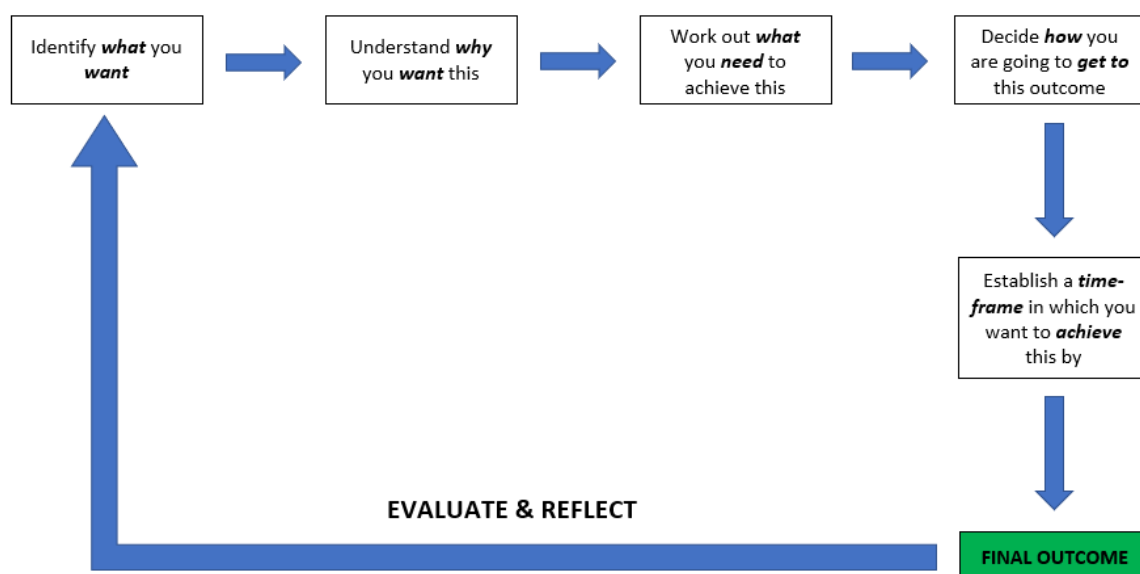 Identify what you
want
Understand why
you want this
Work out what
you need to
achieve this
Decide how you
are going to get to
this outcome
Establish a time-
frame in which you
want to achieve
this by
EVALUATE & REFLECT
FINAL OUTCOME